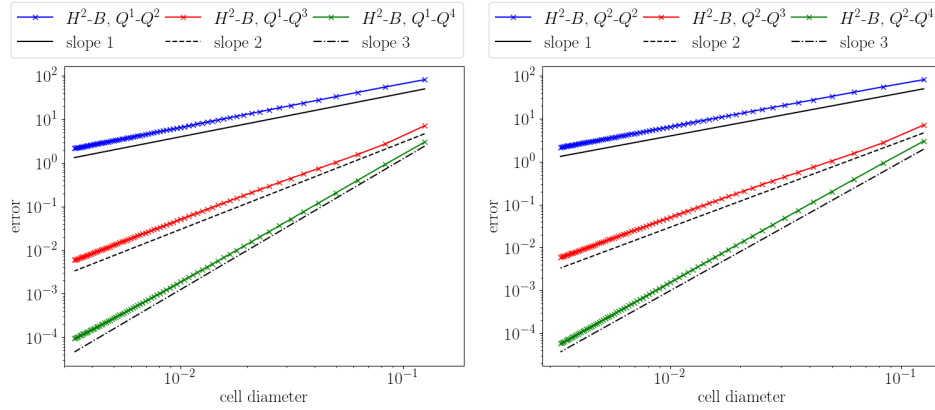 H²-B, Q¹-Q² H²-B, Q¹-Q³ H²-B, Q¹-Q⁴
slope 1 slope 2 slope 3
10²
10¹
10⁰
10⁻¹
10⁻²
10⁻³
10⁻⁴
error
10⁻² 10⁻¹
cell diameter
H²-B, Q²-Q² H²-B, Q²-Q³ H²-B, Q²-Q⁴
slope 1 slope 2 slope 3
10²
10¹
10⁰
10⁻¹
10⁻²
10⁻³
10⁻⁴
error
10⁻² 10⁻¹
cell diameter